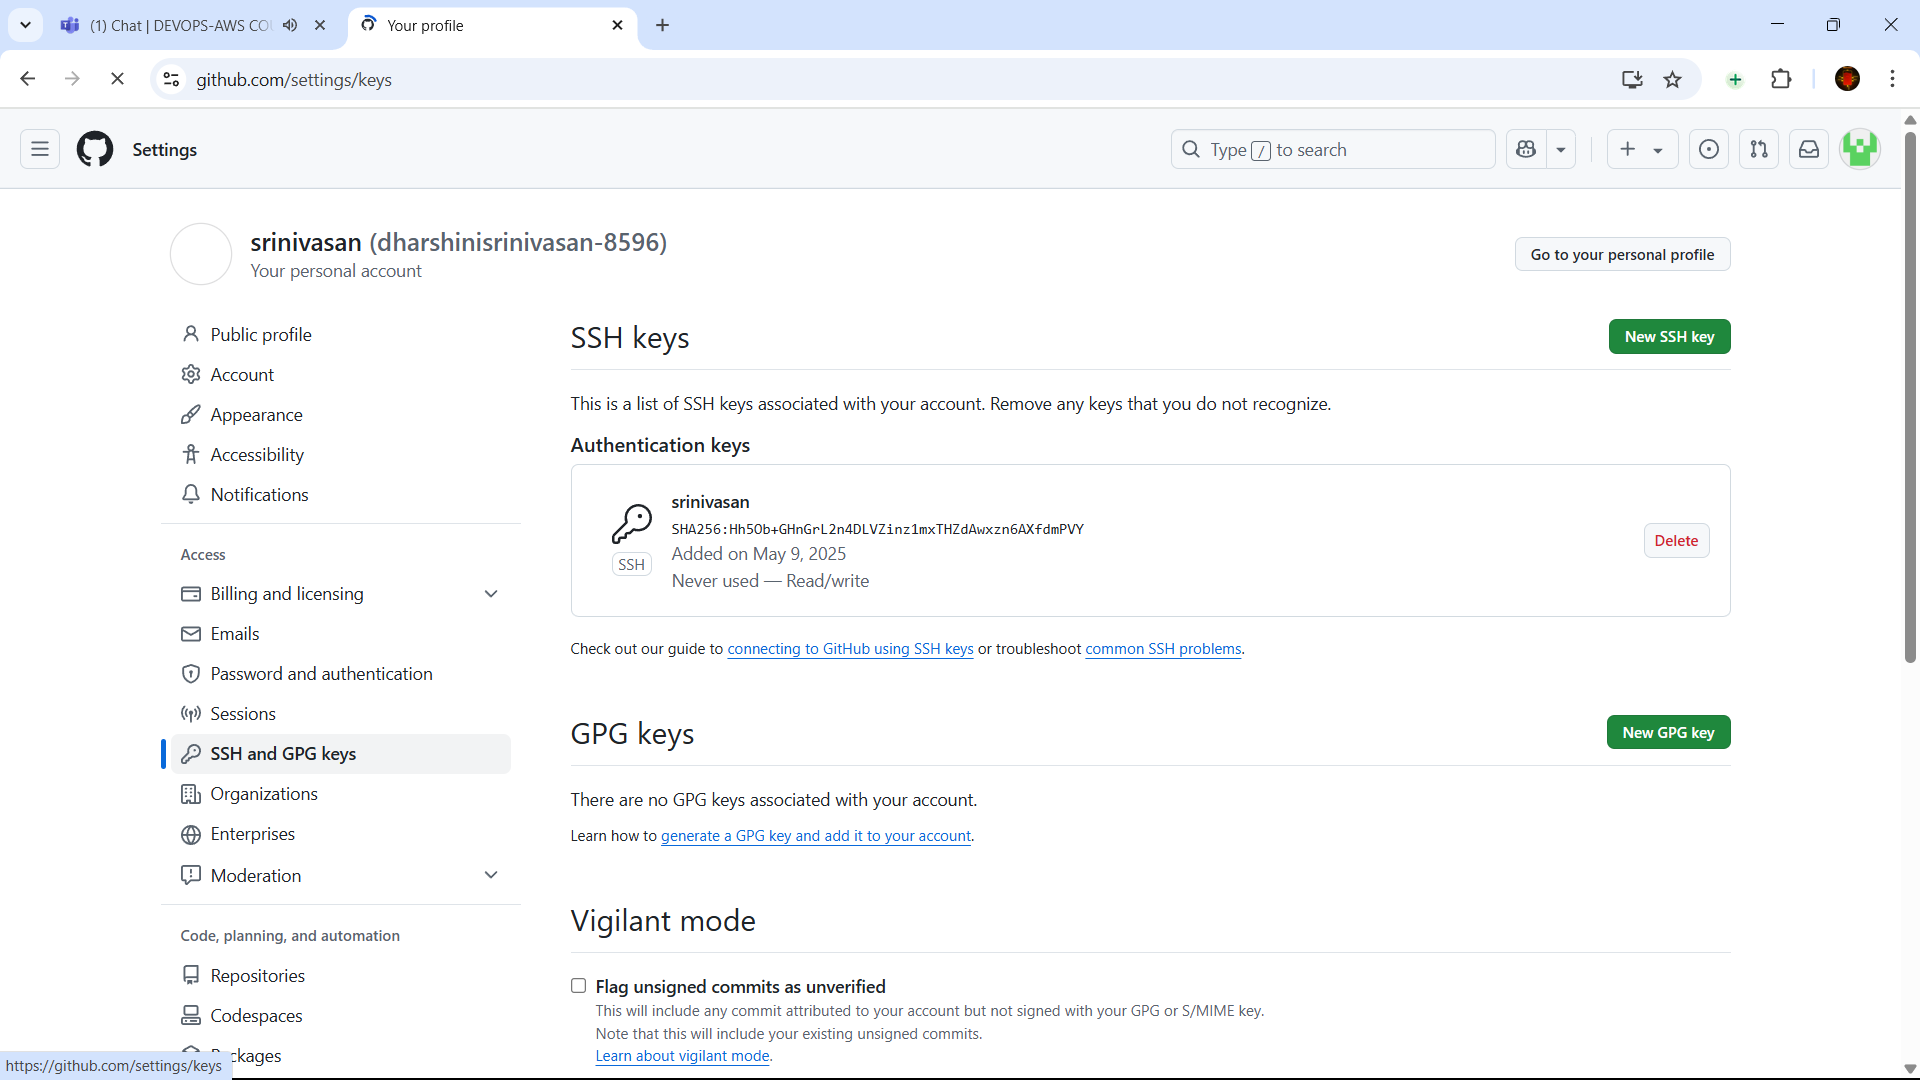 (1) Chat | DEVOPS-AWS COU
Your profile
github.com/settings/keys
Settings
Type / to search
srinivasan (dharshinisrinivasan-8596)
Your personal account
Go to your personal profile
Public profile
Account
Appearance
Accessibility
Notifications
Access
Billing and licensing
Emails
Password and authentication
Sessions
SSH and GPG keys
Organizations
Enterprises
Moderation
Code, planning, and automation
Repositories
Codespaces
ckages
https://github.com/settings/keys
SSH keys
New SSH key
This is a list of SSH keys associated with your account. Remove any keys that you do not recognize.
Authentication keys
srinivasan
SHA256:Hh5Ob+GHnGrL2n4DLVZinz1mxTHZdAwxzn6AXfdmPVY
SSH
Added on May 9, 2025
Never used — Read/write
Delete
Check out our guide to connecting to GitHub using SSH keys or troubleshoot common SSH problems.
GPG keys
New GPG key
There are no GPG keys associated with your account.
Learn how to generate a GPG key and add it to your account.
Vigilant mode
Flag unsigned commits as unverified
This will include any commit attributed to your account but not signed with your GPG or S/MIME key.
Note that this will include your existing unsigned commits.
Learn about vigilant mode.